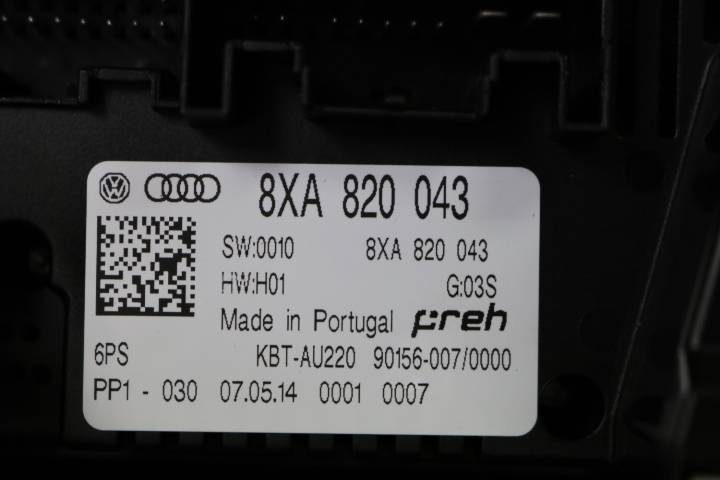 8XA 820 043
SW:0010 8XA 820 043
HW:H01 G:03S
Made in Portugal preh
6PS KBT-AU220 90156-007/0000
PP1 - 030 07.05.14 0001 0007